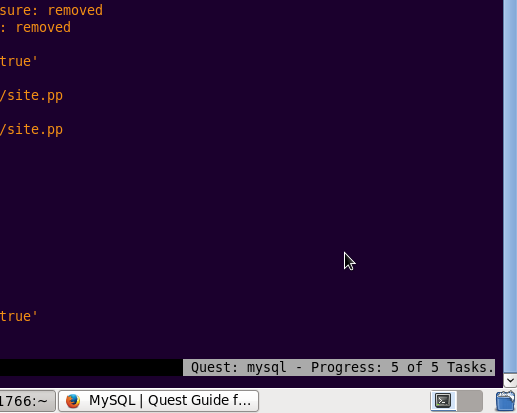 sure: removed
: removed
true'
/site.pp
/site.pp
true'
Quest: mysql - Progress: 5 of 5 Tasks.
1766:~
MySQL | Quest Guide f...